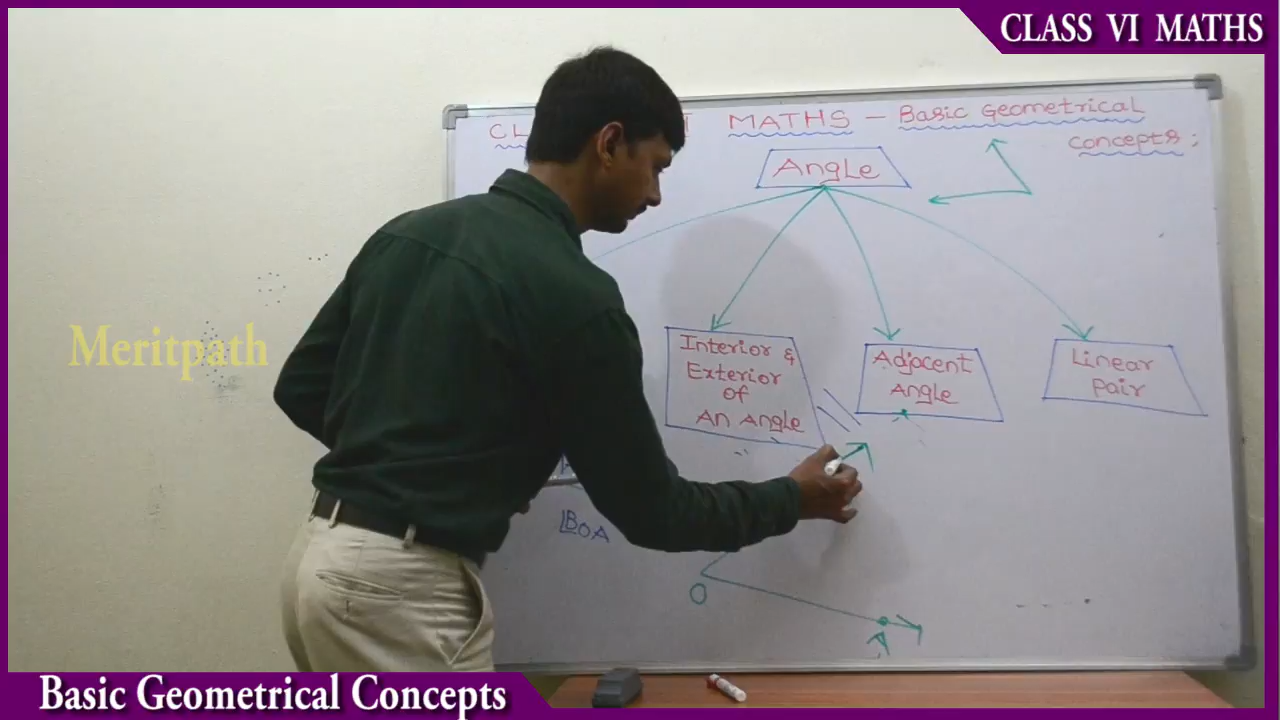 CLASS VI MATHS
MATHS - Basic Geometrical
concepts;
Angle
Interior &
Exterior
of
An Angle
Adjacent
Angle
Linear
pair
Meritpath
∠BOA
O
A
Basic Geometrical Concepts